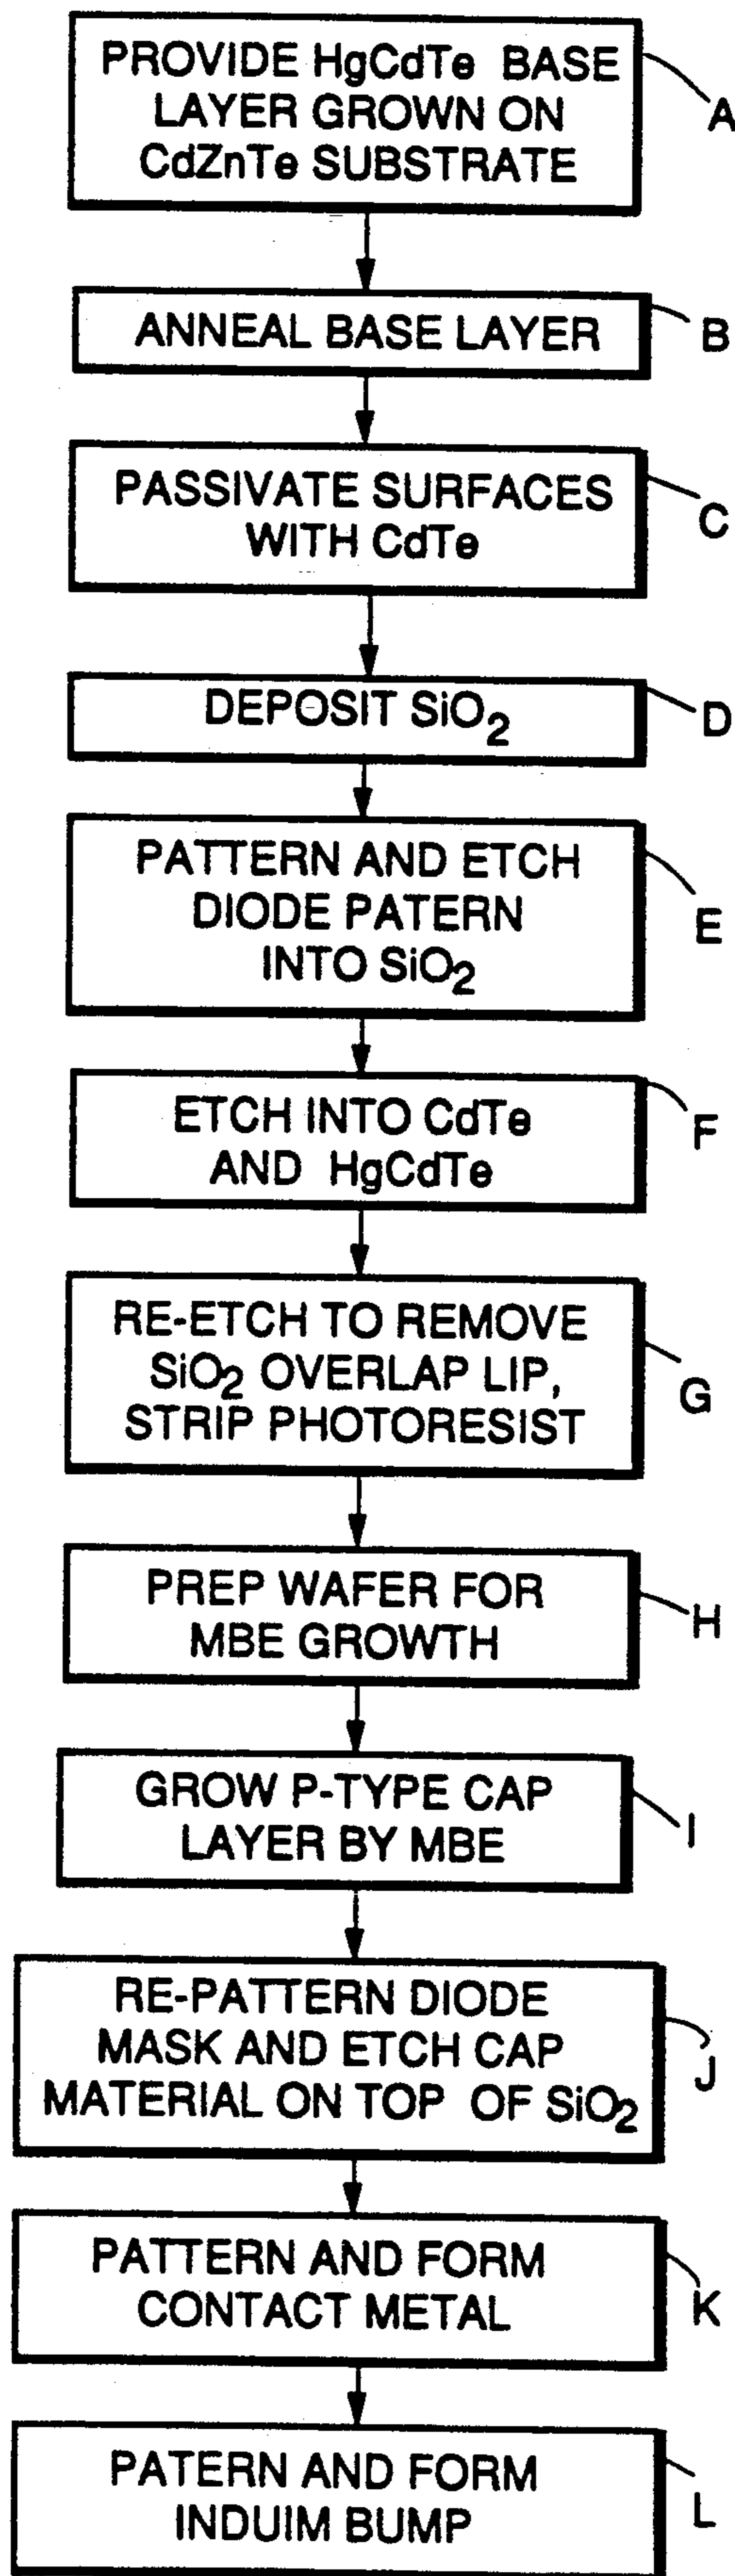 PROVIDE HgCdTe BASE
LAYER GROWN ON
CdZnTe SUBSTRATE
A
ANNEAL BASE LAYER
B
PASSIVATE SURFACES
WITH CdTe
C
DEPOSIT SiO2
D
PATTERN AND ETCH
DIODE PATERN
INTO SiO2
E
ETCH INTO CdTe
AND HgCdTe
F
RE-ETCH TO REMOVE
SiO2 OVERLAP LIP,
STRIP PHOTORESIST
G
PREP WAFER FOR
MBE GROWTH
H
GROW P-TYPE CAP
LAYER BY MBE
I
RE-PATTERN DIODE
MASK AND ETCH CAP
MATERIAL ON TOP OF SiO2
J
PATTERN AND FORM
CONTACT METAL
K
PATERN AND FORM
INDUIM BUMP
L